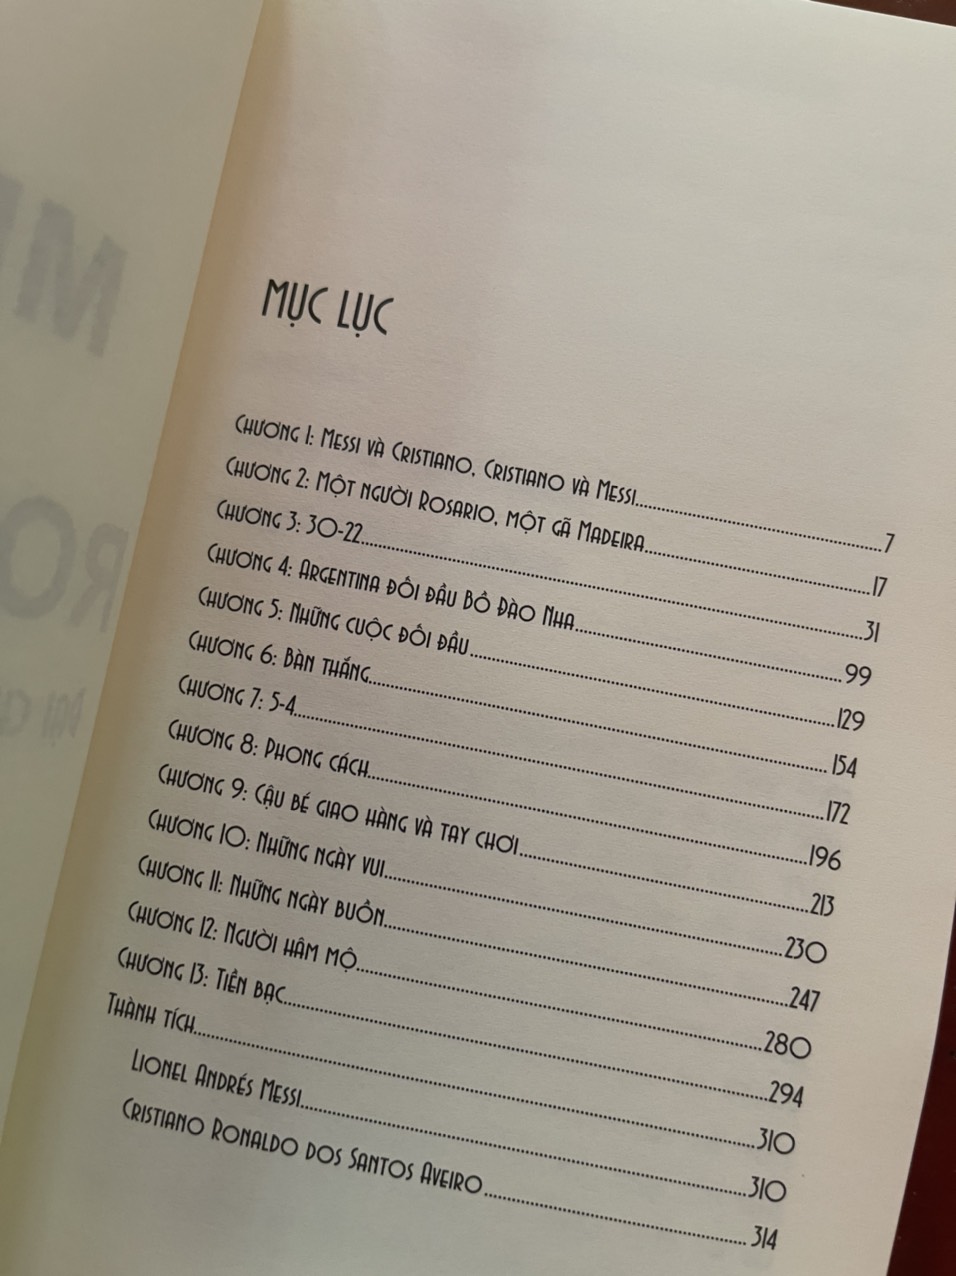 MỤC LỤC
CHƯƠNG 1: MESSI VÀ CRISTIANO, CRISTIANO VÀ MESSI.....7
CHƯƠNG 2: MỘT NGƯỜI ROSARIO, MỘT GÃ MADEIRA.....17
CHƯƠNG 3: 30-22.....31
CHƯƠNG 4: ARGENTINA ĐỐI ĐẦU BỒ ĐÀO NHA.....99
CHƯƠNG 5: NHỮNG CUỘC ĐỐI ĐẦU.....129
CHƯƠNG 6: BÀN THẮNG.....154
CHƯƠNG 7: 5-4.....172
CHƯƠNG 8: PHONG CÁCH.....196
CHƯƠNG 9: CẬU BÉ GIAO HÀNG VÀ TAY CHƠI.....213
CHƯƠNG 10: NHỮNG NGÀY VUI.....230
CHƯƠNG 11: NHỮNG NGÀY BUỒN.....247
CHƯƠNG 12: NGƯỜI HÂM MỘ.....280
CHƯƠNG 13: TIỀN BẠC.....294
THÀNH TÍCH.....310
LIONEL ANDRÉS MESSI.....310
CRISTIANO RONALDO DOS SANTOS AVEIRO.....314